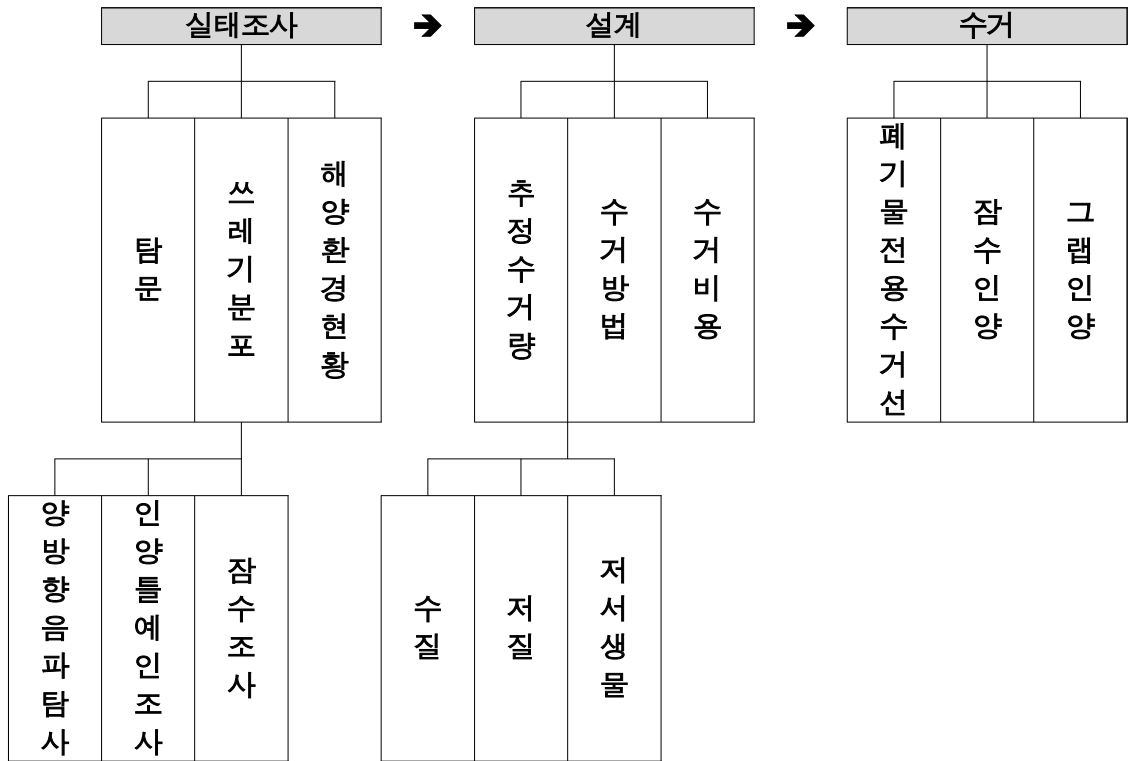 실태조사 ➔ 설계 ➔ 수거
탐문
쓰레기분포
해양환경현황
추정수거량
수거방법
수거비용
폐기물전용수거선
잠수인양
그랩인양
양방향음파탐사
인양틀예인조사
잠수조사
수질
저질
저서생물